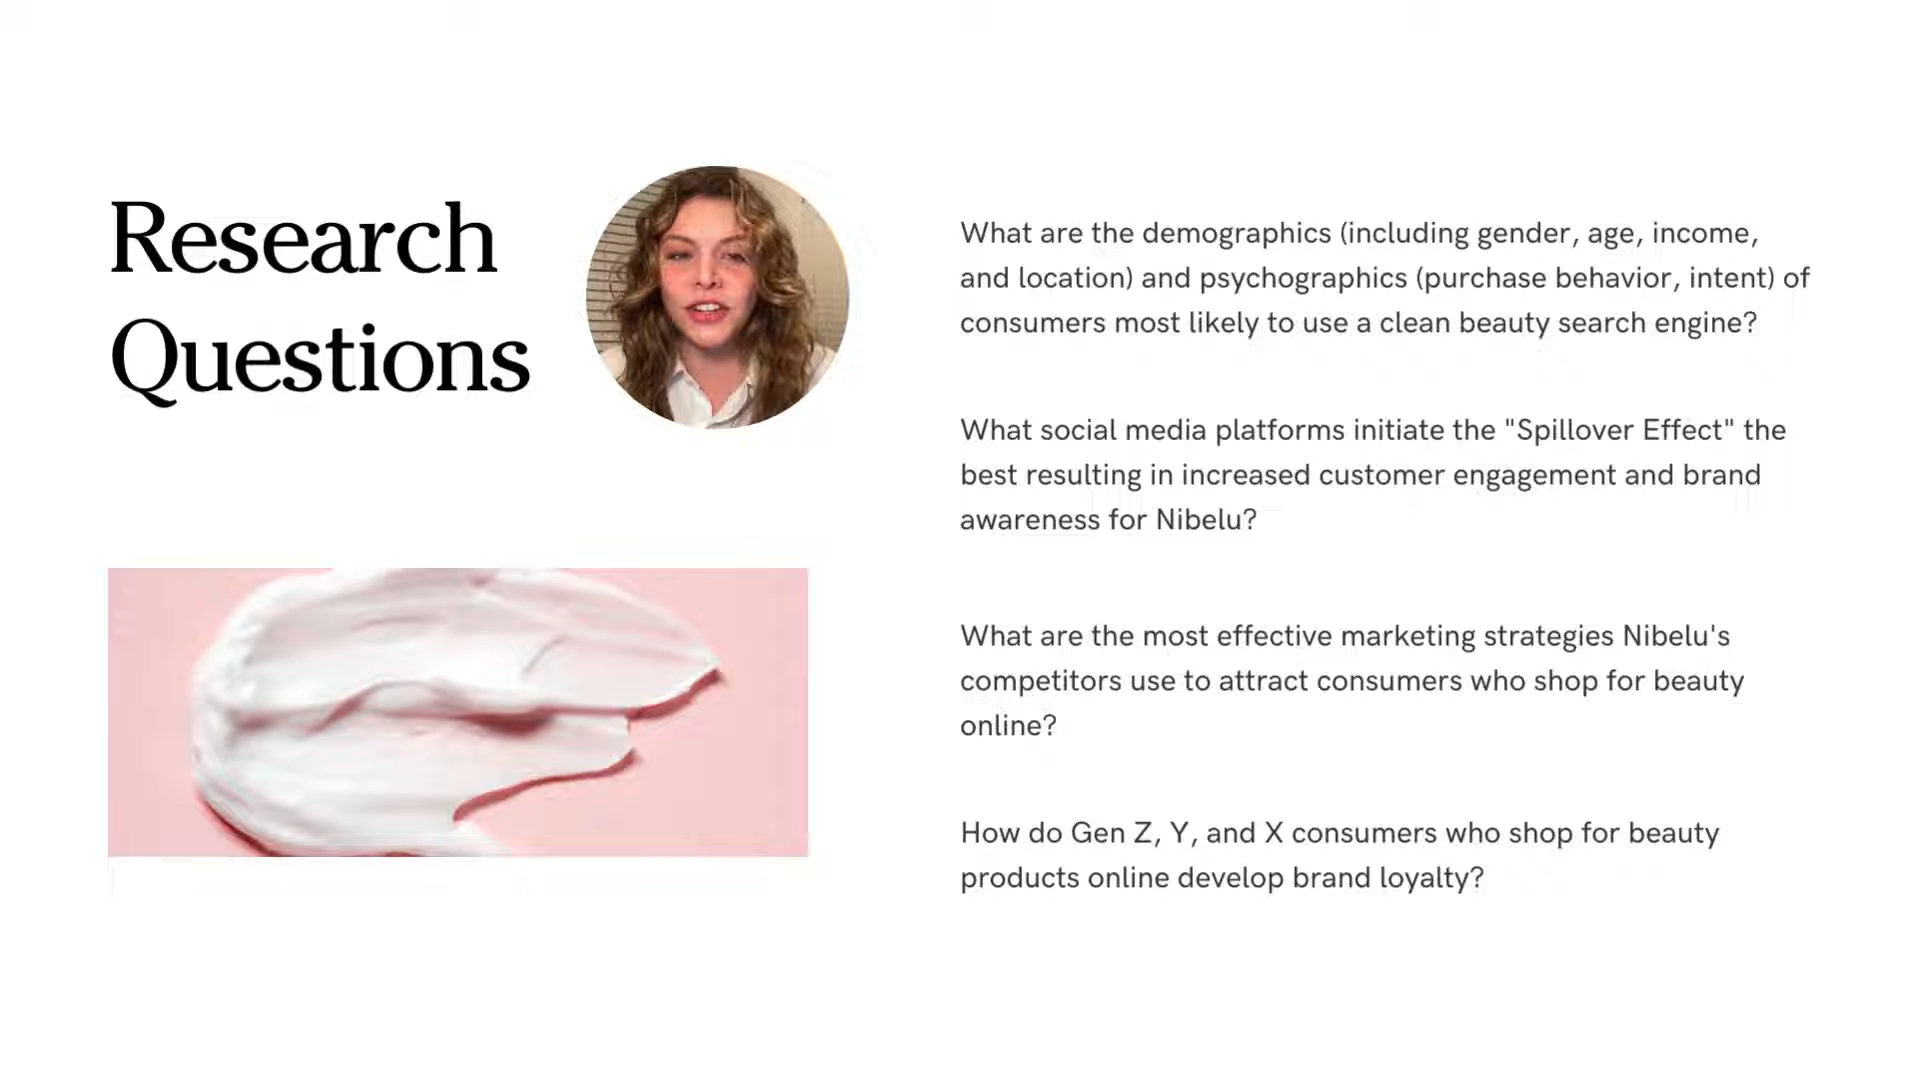 Research
Questions
What are the demographics (including gender, age, income,
and location) and psychographics (purchase behavior, intent) of
consumers most likely to use a clean beauty search engine?
What social media platforms initiate the "Spillover Effect" the
best resulting in increased customer engagement and brand
awareness for Nibelu?
What are the most effective marketing strategies Nibelu's
competitors use to attract consumers who shop for beauty
online?
How do Gen Z, Y, and X consumers who shop for beauty
products online develop brand loyalty?